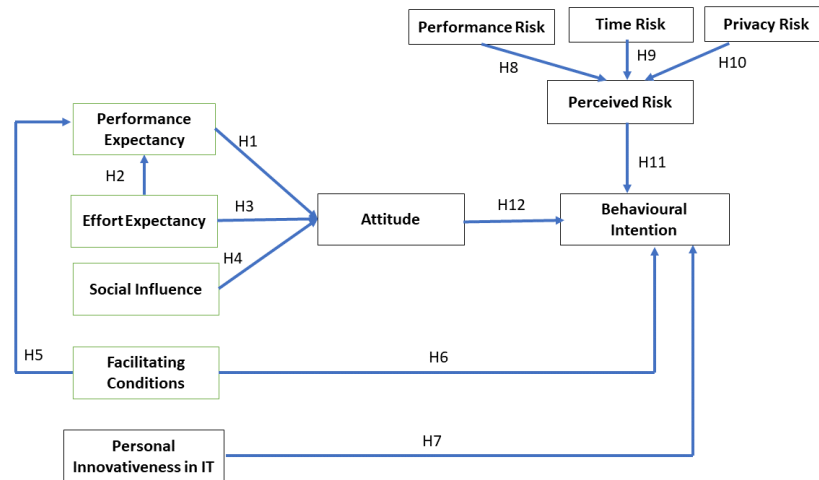 Performance Risk
Time Risk
Privacy Risk
H8
H9
H10
Perceived Risk
Performance
Expectancy
H1
H11
H2
Effort Expectancy
H3
Attitude
H12
Behavioural
Intention
H4
Social Influence
H5
Facilitating
Conditions
H6
Personal
Innovativeness in IT
H7